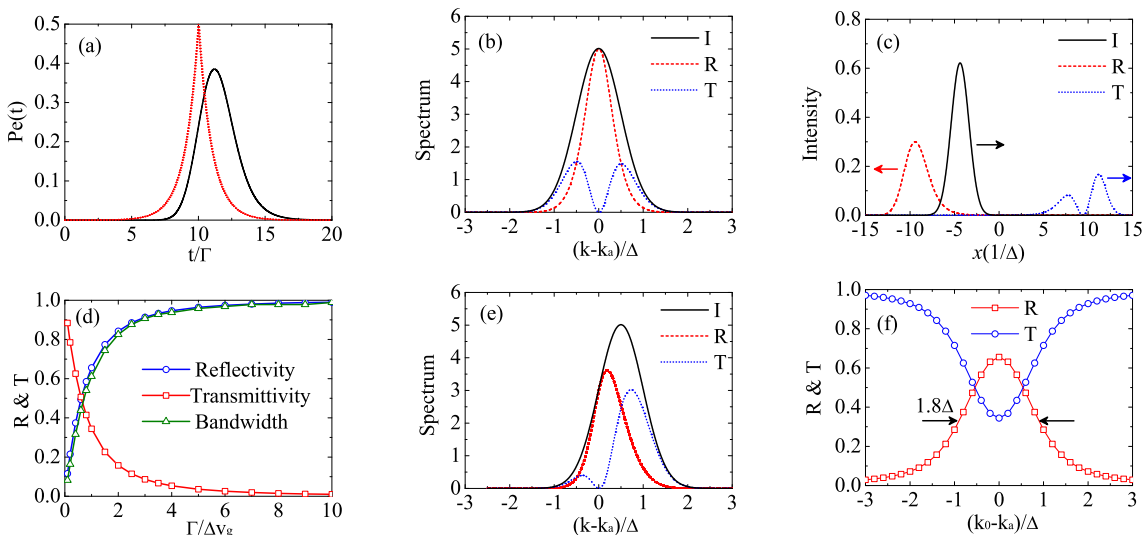 (a)
Pe(t)
0.5
0.4
0.3
0.2
0.1
0.0
0 5 10 15 20
t/Γ
(b)
I
R
T
Spectrum
6
5
4
3
2
1
0
-3 -2 -1 0 1 2 3
(k-kₐ)/Δ
(c)
I
R
T
Intensity
0.8
0.6
0.4
0.2
0.0
-15 -10 -5 0 5 10 15
x(1/Δ)
(d)
Reflectivity
Transmittivity
Bandwidth
R & T
1.0
0.8
0.6
0.4
0.2
0.0
0 2 4 6 8 10
Γ/Δv_g
(e)
I
R
T
Spectrum
6
5
4
3
2
1
0
-3 -2 -1 0 1 2 3
(k-kₐ)/Δ
(f)
R
T
1.8Δ
R & T
1.0
0.8
0.6
0.4
0.2
0.0
-3 -2 -1 0 1 2 3
(k₀-kₐ)/Δ